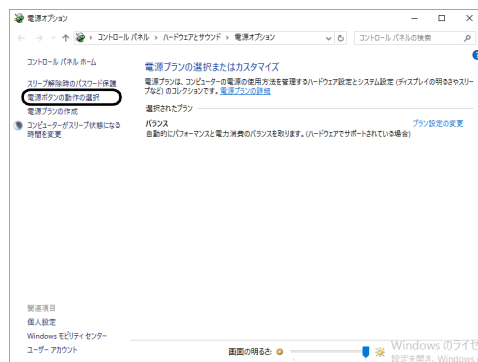 電源オプション
コントロール パネル › ハードウェアとサウンド › 電源オプション
コントロール パネルの検索
コントロール パネル ホーム
スリープ解除時のパスワード保護
電源ボタンの動作の選択
電源プランの作成
コンピューターがスリープ状態になる
時間を変更
電源プランの選択またはカスタマイズ
電源プランは、コンピューターの電源の使用方法を管理するハードウェア設定とシステム設定 (ディスプレイの明るさやスリー
プなど) のコレクションです。電源プランの詳細
選択されたプラン
バランス
プラン設定の変更
自動的にパフォーマンスと電力消費のバランスを取ります。(ハードウェアでサポートされている場合)
関連項目
個人設定
Windows モビリティ センター
ユーザー アカウント
画面の明るさ:
Windows のライセ
設定を開き、Windows